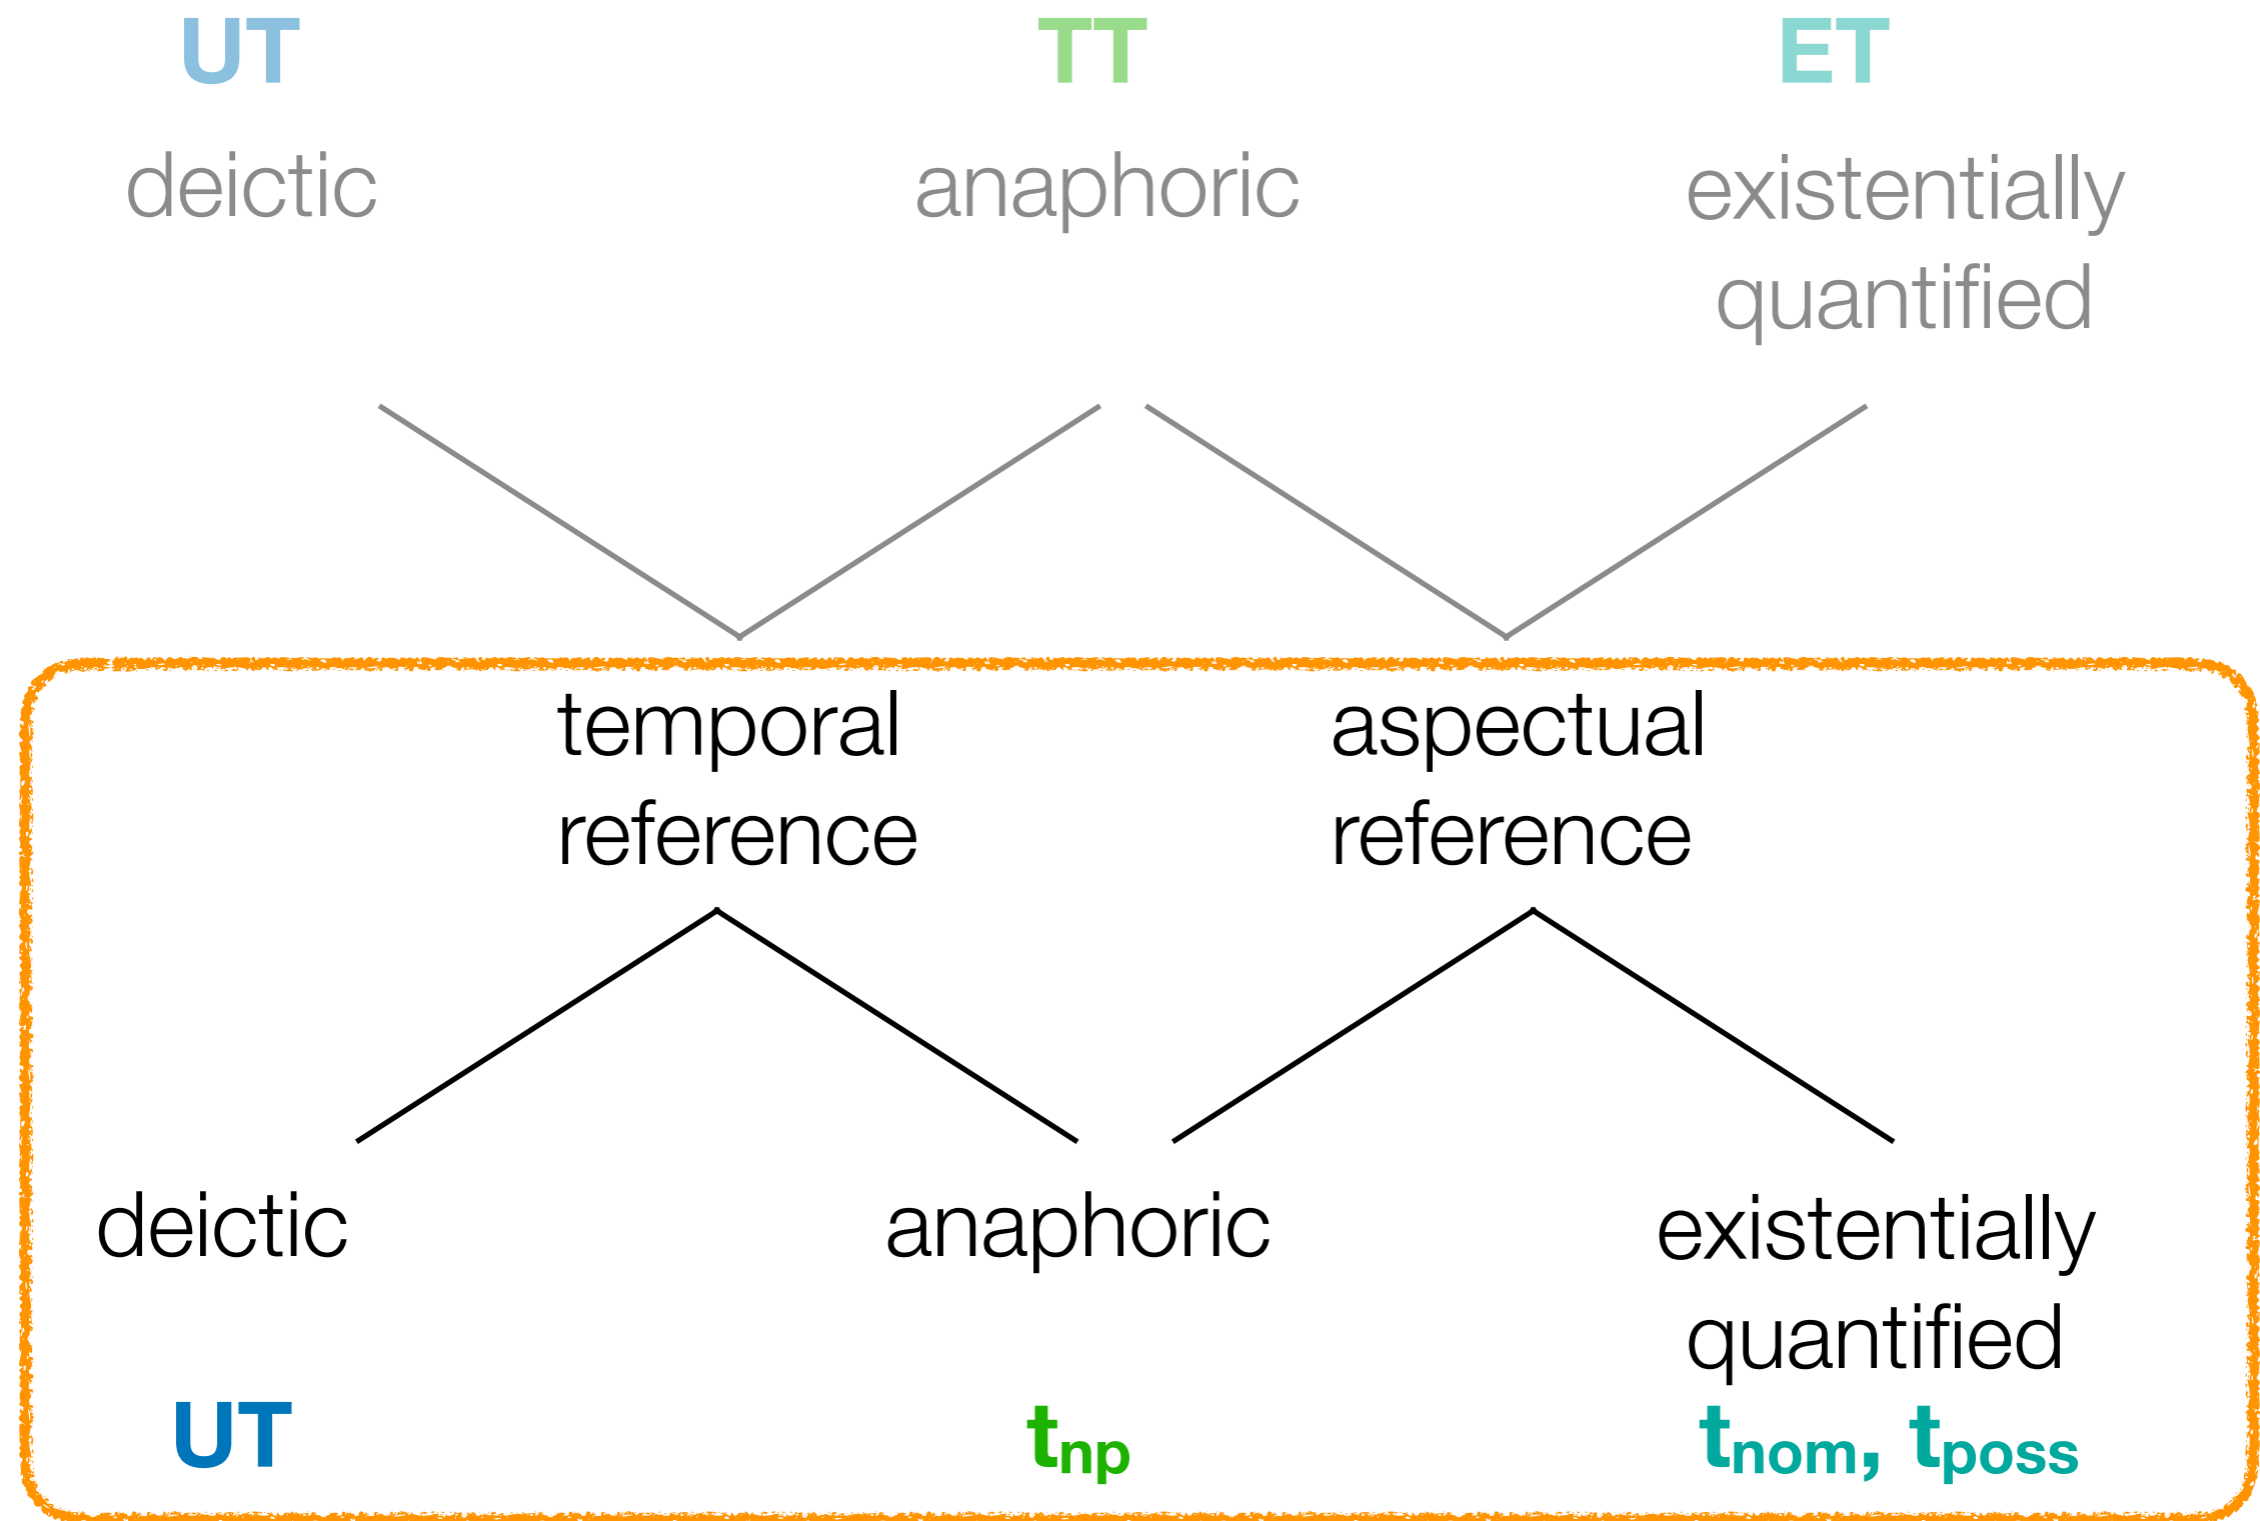 UT TT ET
deictic anaphoric existentially
quantified
temporal aspectual
reference reference
deictic anaphoric existentially
quantified
UT tnp tnom, tposs